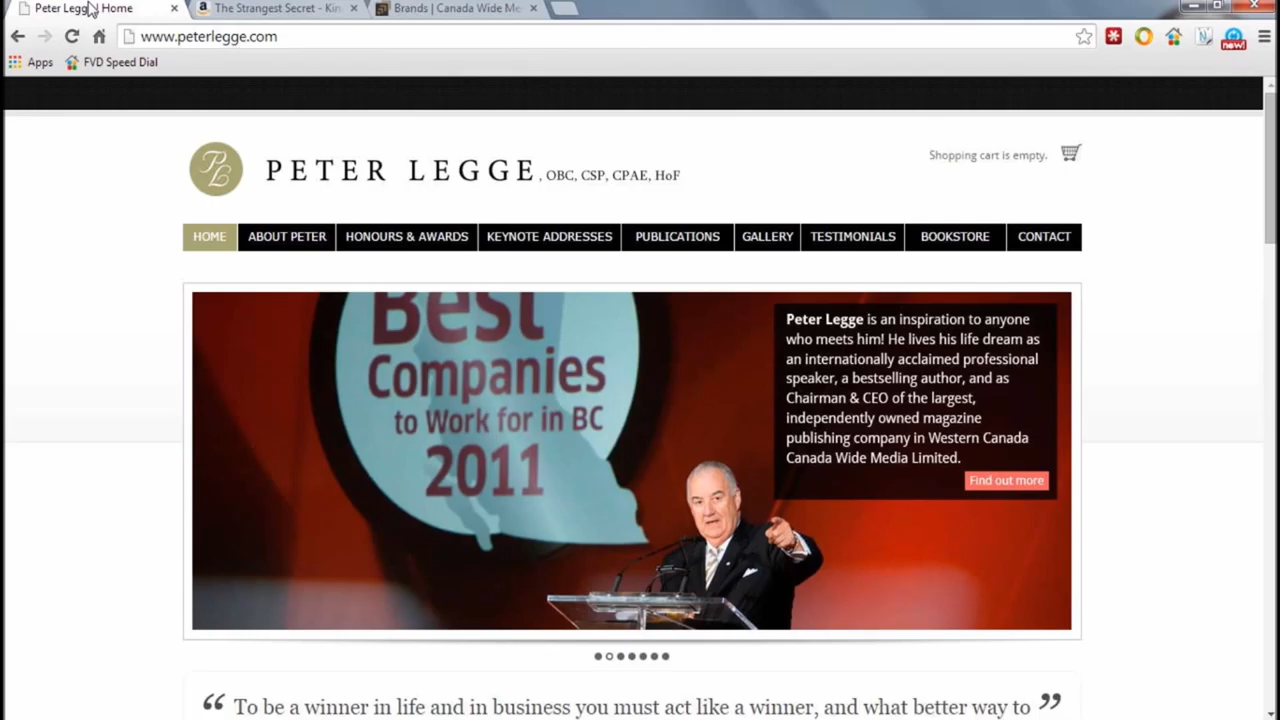 Peter Legge Home
The Strangest Secret - Kin
Brands | Canada Wide Me
www.peterlegge.com
now!
Apps
FVD Speed Dial
PL
PETER LEGGE, OBC, CSP, CPAE, HoF
Shopping cart is empty.
HOME
ABOUT PETER
HONOURS & AWARDS
KEYNOTE ADDRESSES
PUBLICATIONS
GALLERY
TESTIMONIALS
BOOKSTORE
CONTACT
Best
Companies
to Work for in BC
2011
Peter Legge is an inspiration to anyone
who meets him! He lives his life dream as
an internationally acclaimed professional
speaker, a bestselling author, and as
Chairman & CEO of the largest,
independently owned magazine
publishing company in Western Canada
Canada Wide Media Limited.
Find out more
“ To be a winner in life and in business you must act like a winner, and what better way to ”